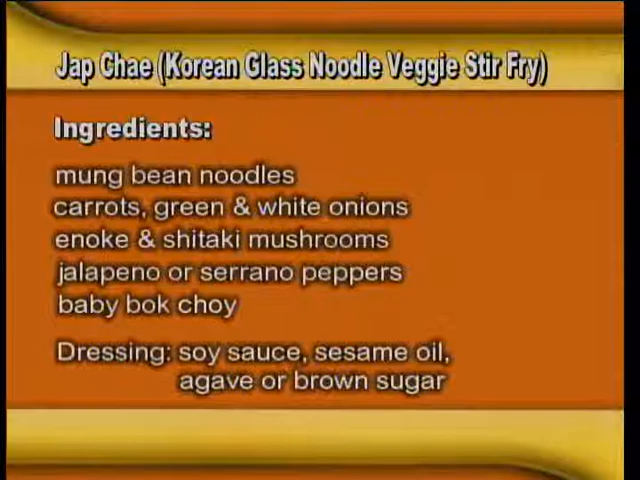 Jap Chae (Korean Glass Noodle Veggie Stir Fry)
Ingredients:
mung bean noodles
carrots, green & white onions
enoke & shitaki mushrooms
jalapeno or serrano peppers
baby bok choy
Dressing: soy sauce, sesame oil,
agave or brown sugar